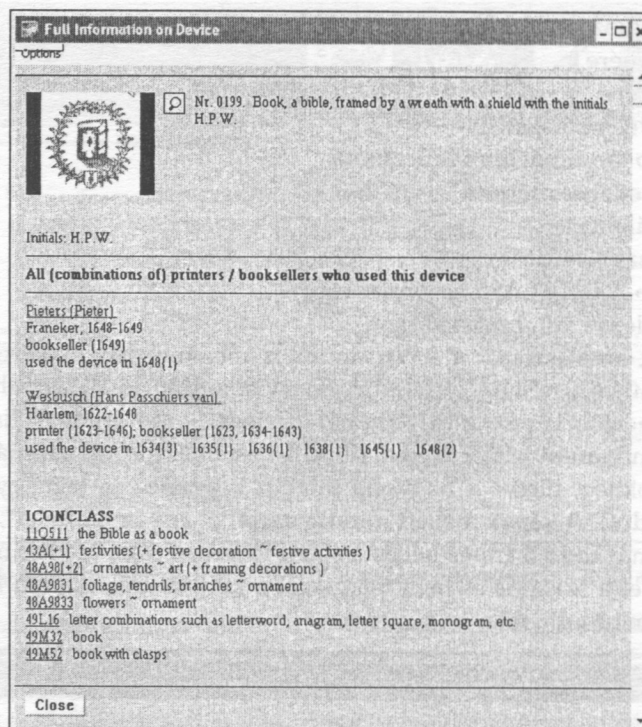 Full Information on Device
Options
Nr. 0199. Book, a bible, framed by a wreath with a shield with the initials
H.P.W.
Initials: H.P.W.
All (combinations of) printers / booksellers who used this device
Pieters (Pieter)
Franeker, 1648-1649
bookseller (1649)
used the device in 1648{1}
Wesbusch (Hans Passchiers van)
Haarlem, 1622-1648
printer (1623-1646); bookseller (1623, 1634-1643)
used the device in 1634{3} 1635{1} 1636{1} 1638{1} 1645{1} 1648{2}
ICONCLASS
11Q511 the Bible as a book
43A(+1) festivities (+ festive decoration ~ festive activities )
48A98(+2) ornaments ~ art (+ framing decorations )
48A9831 foliage, tendrils, branches ~ ornament
48A9833 flowers ~ ornament
49L16 letter combinations such as letterword, anagram, letter square, monogram, etc.
49M32 book
49M52 book with clasps
Close